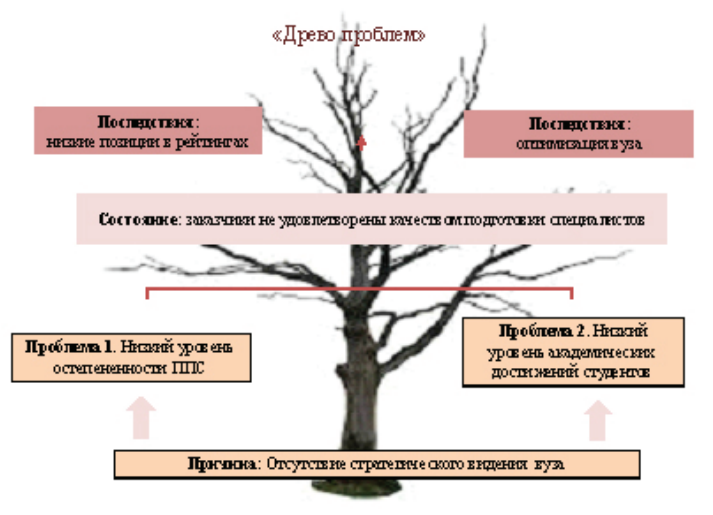 «Древо проблем»
Последствия:
низкие позиции в рейтингах
Последствия:
оптимизация вуза
Состояние: заказчики не удовлетворены качеством подготовки специалистов
Проблема 1. Низкий уровень
остепененности ППС
Проблема 2. Низкий
уровень академических
достижений студентов
Причина: Отсутствие стратегического видения вуза